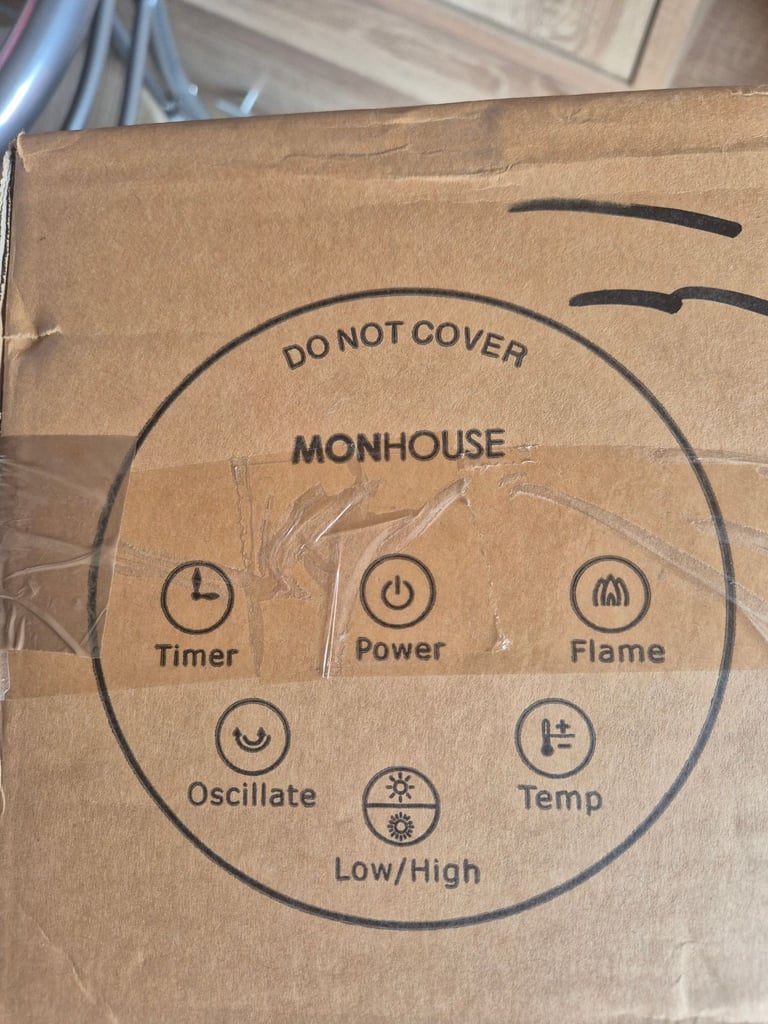 DO NOT COVER
MONHOUSE
Timer Power Flame
Oscillate Temp
Low/High